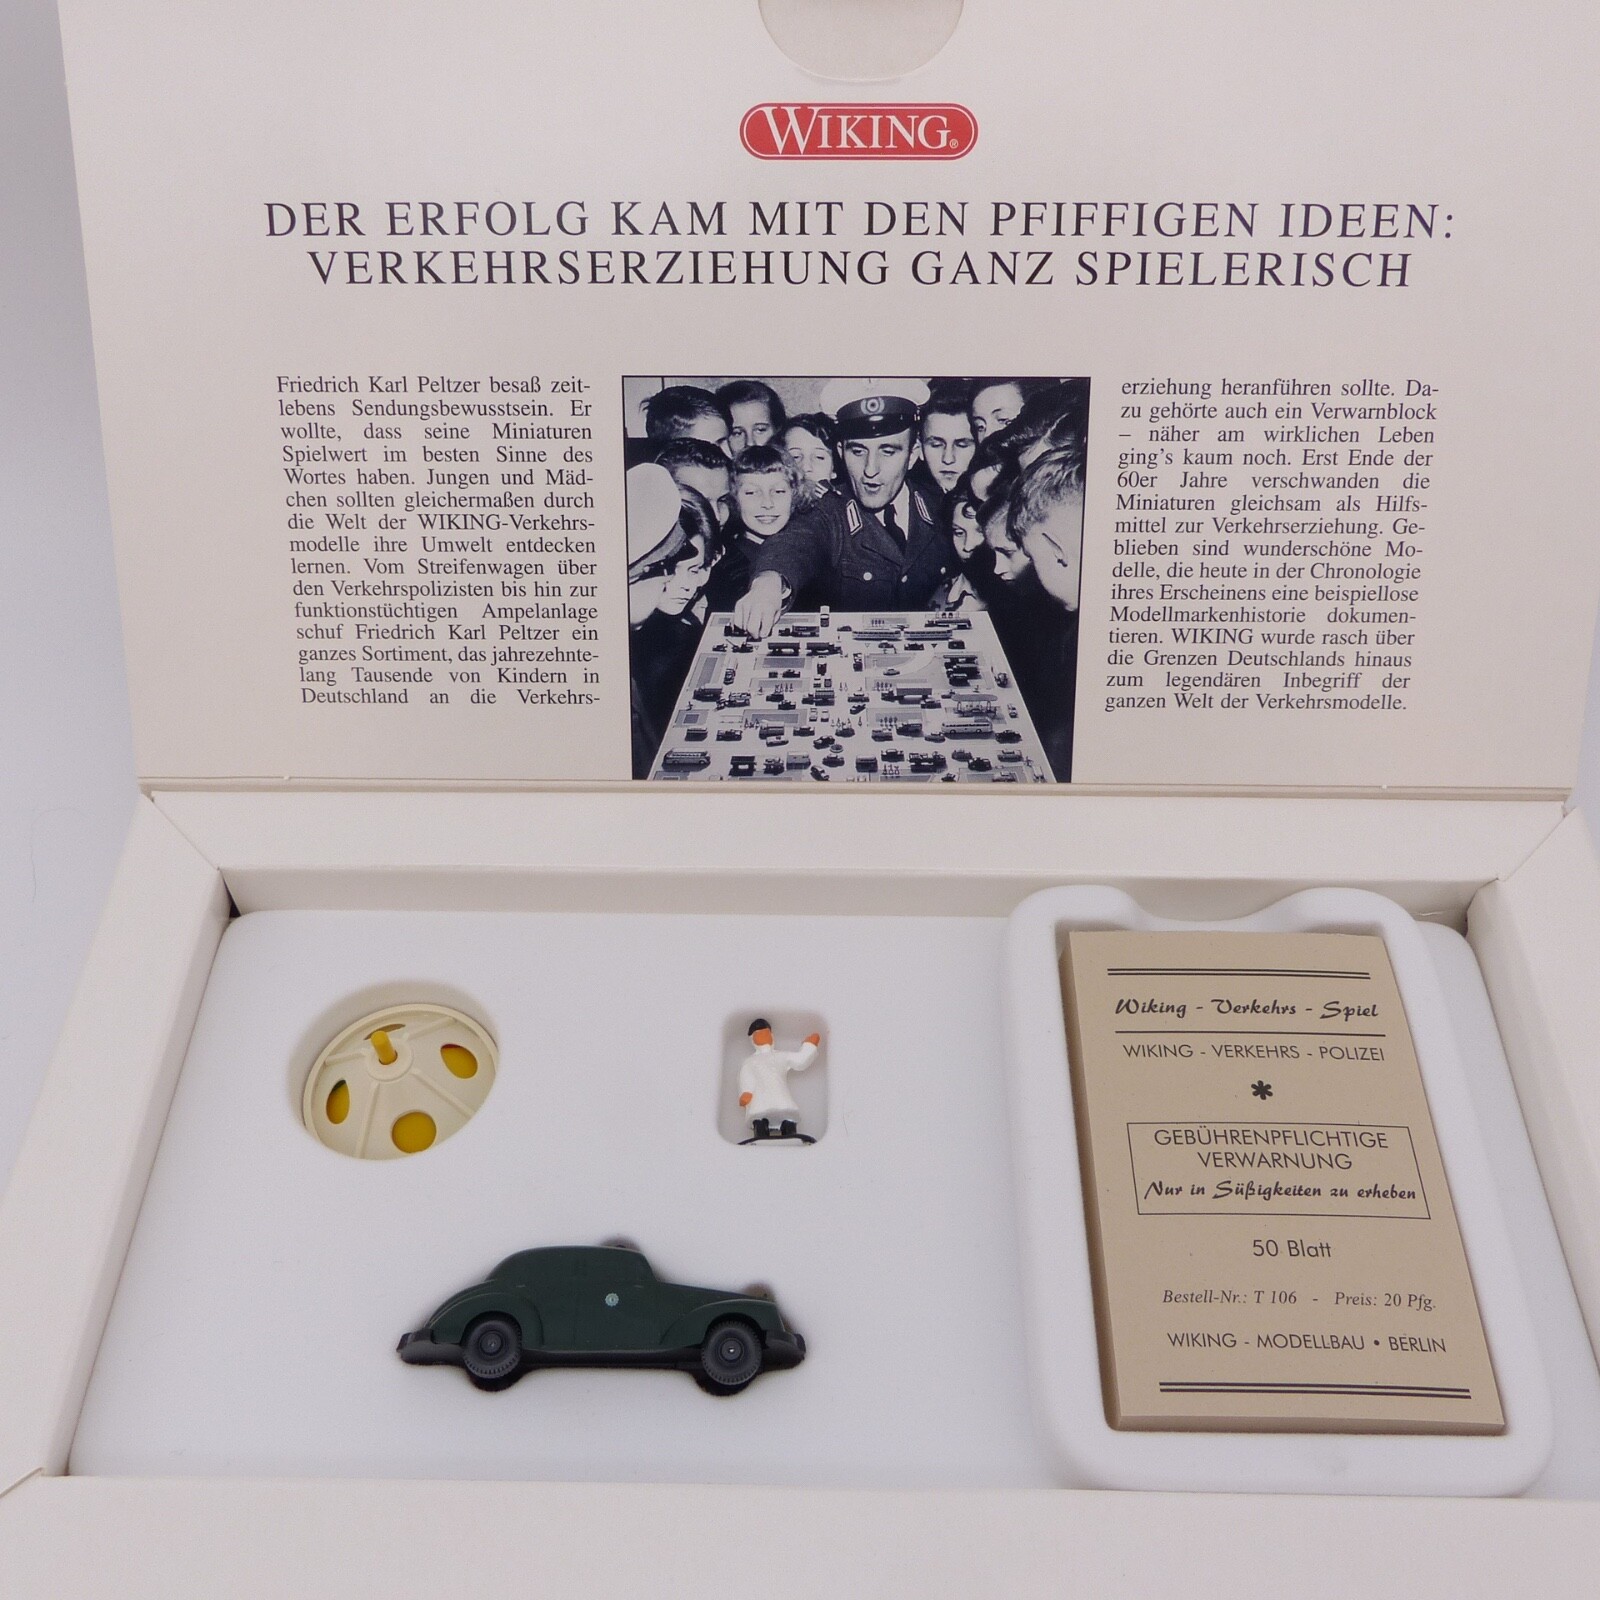 WIKING®
DER ERFOLG KAM MIT DEN PFIFFIGEN IDEEN:
VERKEHRSERZIEHUNG GANZ SPIELERISCH
Friedrich Karl Peltzer besaß zeit-
lebens Sendungsbewusstsein. Er
wollte, dass seine Miniaturen
Spielwert im besten Sinne des
Wortes haben. Jungen und Mäd-
chen sollten gleichermaßen durch
die Welt der WIKING-Verkehrs-
modelle ihre Umwelt entdecken
lernen. Vom Streifenwagen über
den Verkehrspolizisten bis hin zur
funktionstüchtigen Ampelanlage
schuf Friedrich Karl Peltzer ein
ganzes Sortiment, das jahrezehnte-
lang Tausende von Kindern in
Deutschland an die Verkehrs-
erziehung heranführen sollte. Da-
zu gehörte auch ein Verwarnblock
– näher am wirklichen Leben
ging's kaum noch. Erst Ende der
60er Jahre verschwanden die
Miniaturen gleichsam als Hilfs-
mittel zur Verkehrserziehung. Ge-
blieben sind wunderschöne Mo-
delle, die heute in der Chronologie
ihres Erscheinens eine beispiellose
Modellmarkenhistorie dokumen-
tieren. WIKING wurde rasch über
die Grenzen Deutschlands hinaus
zum legendären Inbegriff der
ganzen Welt der Verkehrsmodelle.
Wiking - Verkehrs - Spiel
WIKING - VERKEHRS - POLIZEI
*
GEBÜHRENPFLICHTIGE
VERWARNUNG
Nur in Süßigkeiten zu erheben
50 Blatt
Bestell-Nr.: T 106 - Preis: 20 Pfg.
WIKING - MODELLBAU • BERLIN